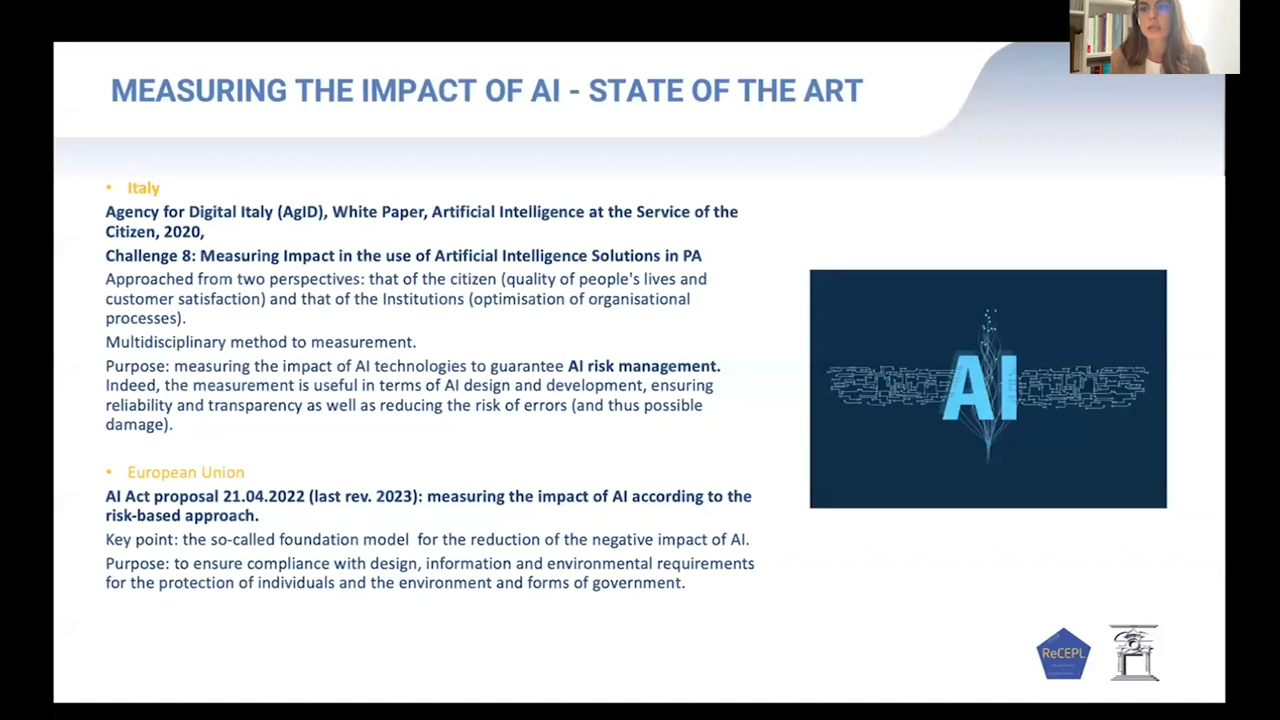 MEASURING THE IMPACT OF AI - STATE OF THE ART
• Italy
Agency for Digital Italy (AgID), White Paper, Artificial Intelligence at the Service of the
Citizen, 2020,
Challenge 8: Measuring Impact in the use of Artificial Intelligence Solutions in PA
Approached from two perspectives: that of the citizen (quality of people's lives and
customer satisfaction) and that of the Institutions (optimisation of organisational
processes).
Multidisciplinary method to measurement.
Purpose: measuring the impact of AI technologies to guarantee AI risk management.
Indeed, the measurement is useful in terms of AI design and development, ensuring
reliability and transparency as well as reducing the risk of errors (and thus possible
damage).
• European Union
AI Act proposal 21.04.2022 (last rev. 2023): measuring the impact of AI according to the
risk-based approach.
Key point: the so-called foundation model for the reduction of the negative impact of AI.
Purpose: to ensure compliance with design, information and environmental requirements
for the protection of individuals and the environment and forms of government.
AI
ReCEPL